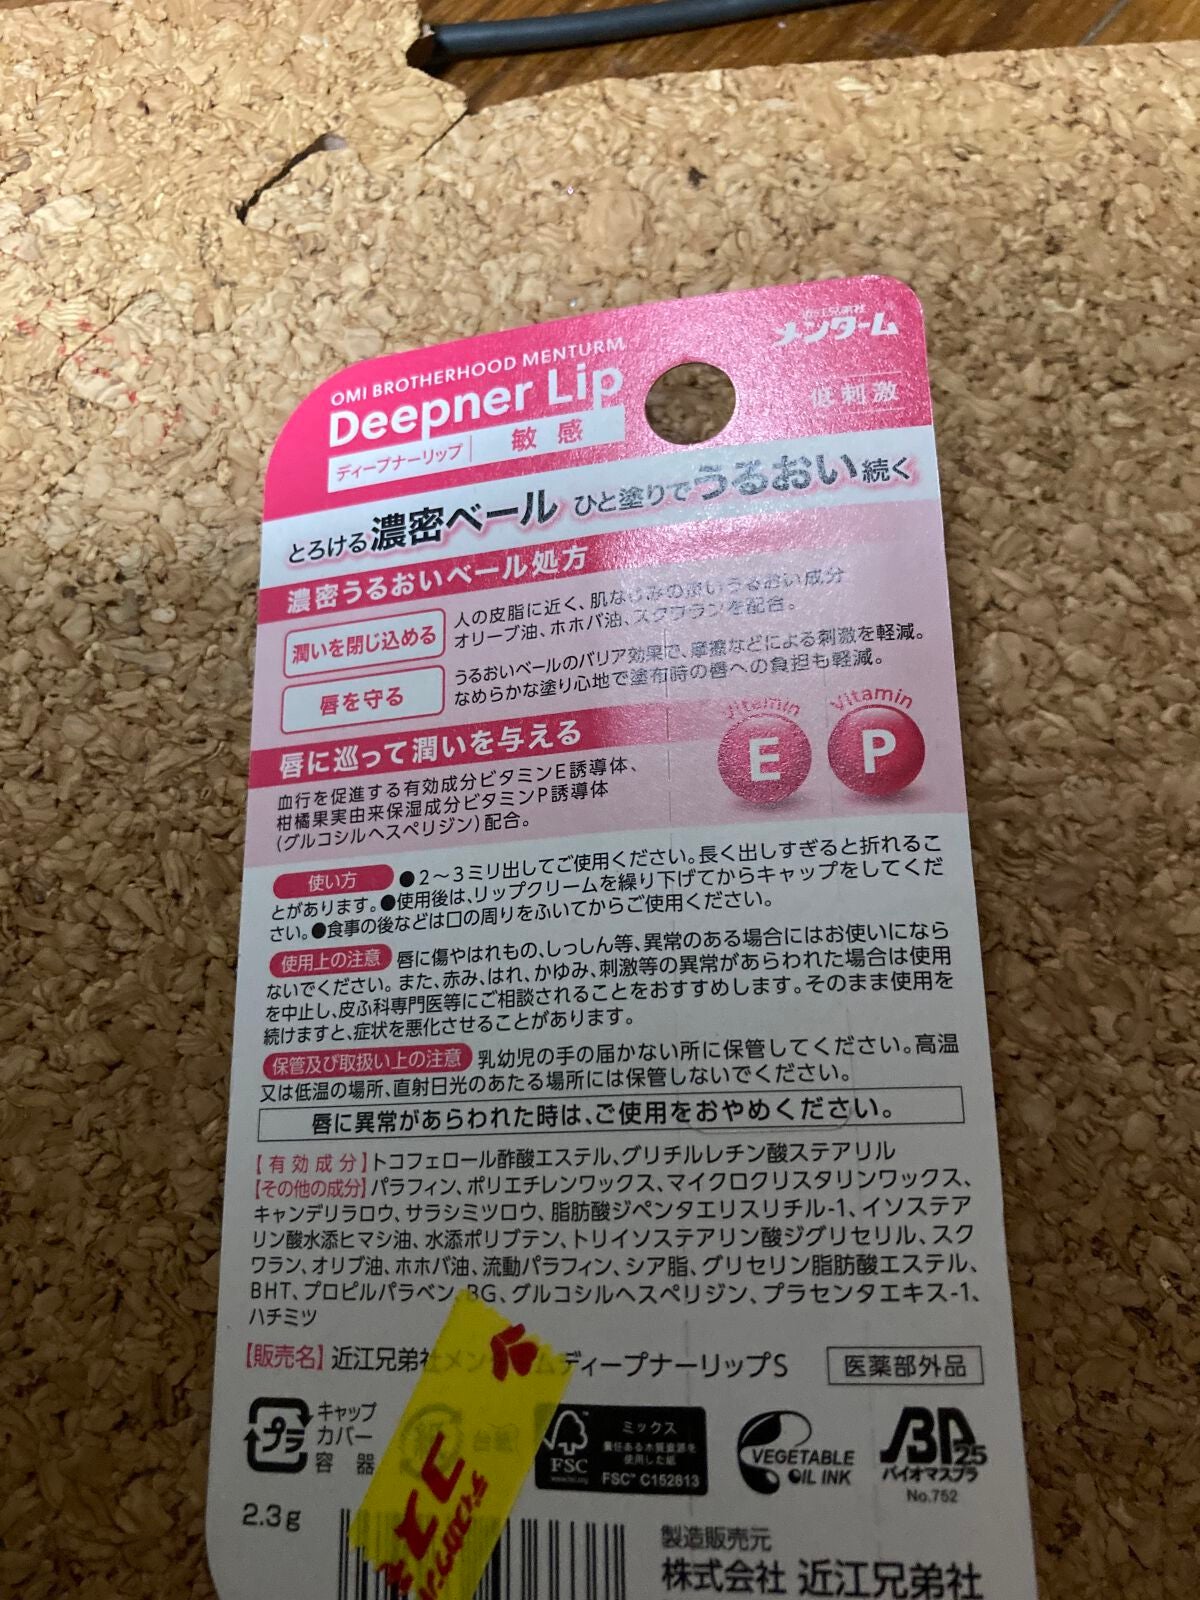 近江兄弟社
メンターム
OMI BROTHERHOOD MENTURM
Deepner Lip
ディープナーリップ 敏感
低刺激
とろける濃密ベール ひと塗りでうるおい続く
濃密うるおいベール処方
潤いを閉じ込める
人の皮脂に近く、肌なじみの良いうるおい成分
オリーブ油、ホホバ油、スクワランを配合。
唇を守る
うるおいベールのバリア効果で、摩擦などによる刺激を軽減。
なめらかな塗り心地で塗布時の唇への負担も軽減。
唇に巡って潤いを与える
血行を促進する有効成分ビタミンE誘導体、
柑橘果実由来保湿成分ビタミンP誘導体
(グルコシルヘスペリジン)配合。
Vitamin E
Vitamin P
使い方 ●2〜3ミリ出してご使用ください。長く出しすぎると折れるこ
とがあります。●使用後は、リップクリームを繰り下げてからキャップをしてくだ
さい。●食事の後などは口の周りをふいてからご使用ください。
使用上の注意 唇に傷やはれもの、しっしん等、異常のある場合にはお使いになら
ないでください。また、赤み、はれ、かゆみ、刺激等の異常があらわれた場合は使用
を中止し、皮ふ科専門医等にご相談されることをおすすめします。そのまま使用を
続けますと、症状を悪化させることがあります。
保管及び取扱い上の注意 乳幼児の手の届かない所に保管してください。高温
又は低温の場所、直射日光のあたる場所には保管しないでください。
唇に異常があらわれた時は、ご使用をおやめください。
【有効成分】トコフェロール酢酸エステル、グリチルレチン酸ステアリル
【その他の成分】パラフィン、ポリエチレンワックス、マイクロクリスタリンワックス、
キャンデリラロウ、サラシミツロウ、脂肪酸ジペンタエリスリチル-1、イソステア
リン酸水添ヒマシ油、水添ポリブテン、トリイソステアリン酸ジグリセリル、スク
ワラン、オリブ油、ホホバ油、流動パラフィン、シア脂、グリセリン脂肪酸エステル、
BHT、プロピルパラベン、BG、グルコシルヘスペリジン、プラセンタエキス-1、
ハチミツ
【販売名】近江兄弟社メンタームディープナーリップS 医薬部外品
プラ
キャップ
カバー
容器
紙
台紙
FSC
www.fsc.org
ミックス
責任ある木質資源を
使用した紙
FSC™ C152813
VEGETABLE
OIL INK
25
バイオマスプラ
No.752
2.3g
ディスカウント
コス
製造販売元
株式会社 近江兄弟社